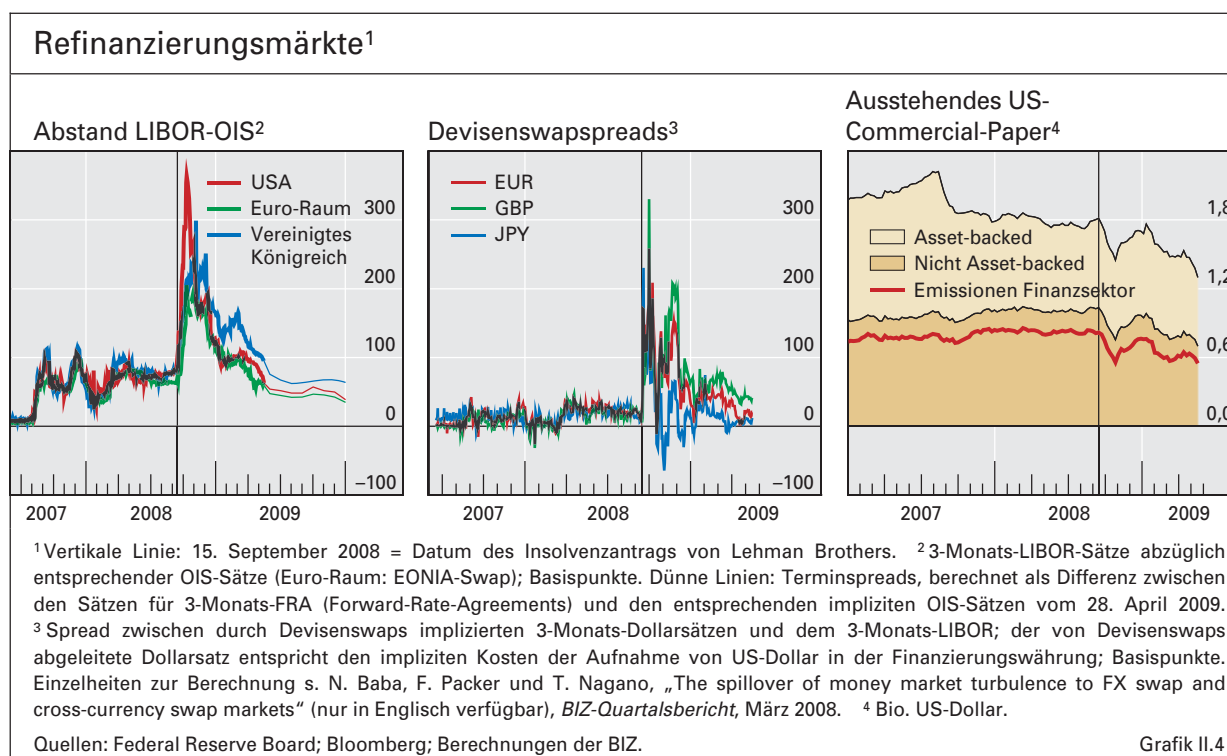 Refinanzierungsmärkte¹
Abstand LIBOR-OIS²
USA
Euro-Raum
Vereinigtes
Königreich
300
200
100
0
–100
2007
2008
2009
Devisenswapspreads³
EUR
GBP
JPY
300
200
100
0
–100
2007
2008
2009
Ausstehendes US-
Commercial-Paper⁴
Asset-backed
Nicht Asset-backed
Emissionen Finanzsektor
1,8
1,2
0,6
0,0
2007
2008
2009
¹ Vertikale Linie: 15. September 2008 = Datum des Insolvenzantrags von Lehman Brothers. ² 3-Monats-LIBOR-Sätze abzüglich
entsprechender OIS-Sätze (Euro-Raum: EONIA-Swap); Basispunkte. Dünne Linien: Terminspreads, berechnet als Differenz zwischen
den Sätzen für 3-Monats-FRA (Forward-Rate-Agreements) und den entsprechenden impliziten OIS-Sätzen vom 28. April 2009.
³ Spread zwischen durch Devisenswaps implizierten 3-Monats-Dollarsätzen und dem 3-Monats-LIBOR; der von Devisenswaps
abgeleitete Dollarsatz entspricht den impliziten Kosten der Aufnahme von US-Dollar in der Finanzierungswährung; Basispunkte.
Einzelheiten zur Berechnung s. N. Baba, F. Packer und T. Nagano, „The spillover of money market turbulence to FX swap and
cross-currency swap markets“ (nur in Englisch verfügbar), BIZ-Quartalsbericht, März 2008. ⁴ Bio. US-Dollar.
Quellen: Federal Reserve Board; Bloomberg; Berechnungen der BIZ.
Grafik II.4